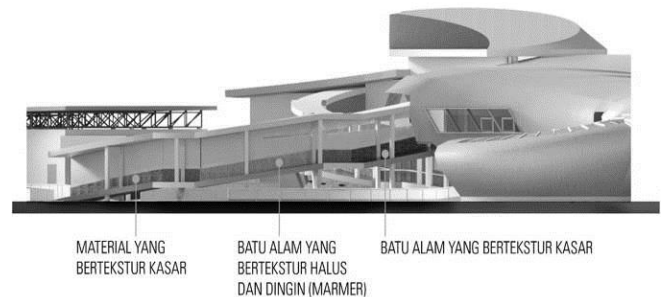 MATERIAL YANG
BERTEKSTUR KASAR
BATU ALAM YANG
BERTEKSTUR HALUS
DAN DINGIN (MARMER)
BATU ALAM YANG BERTEKSTUR KASAR